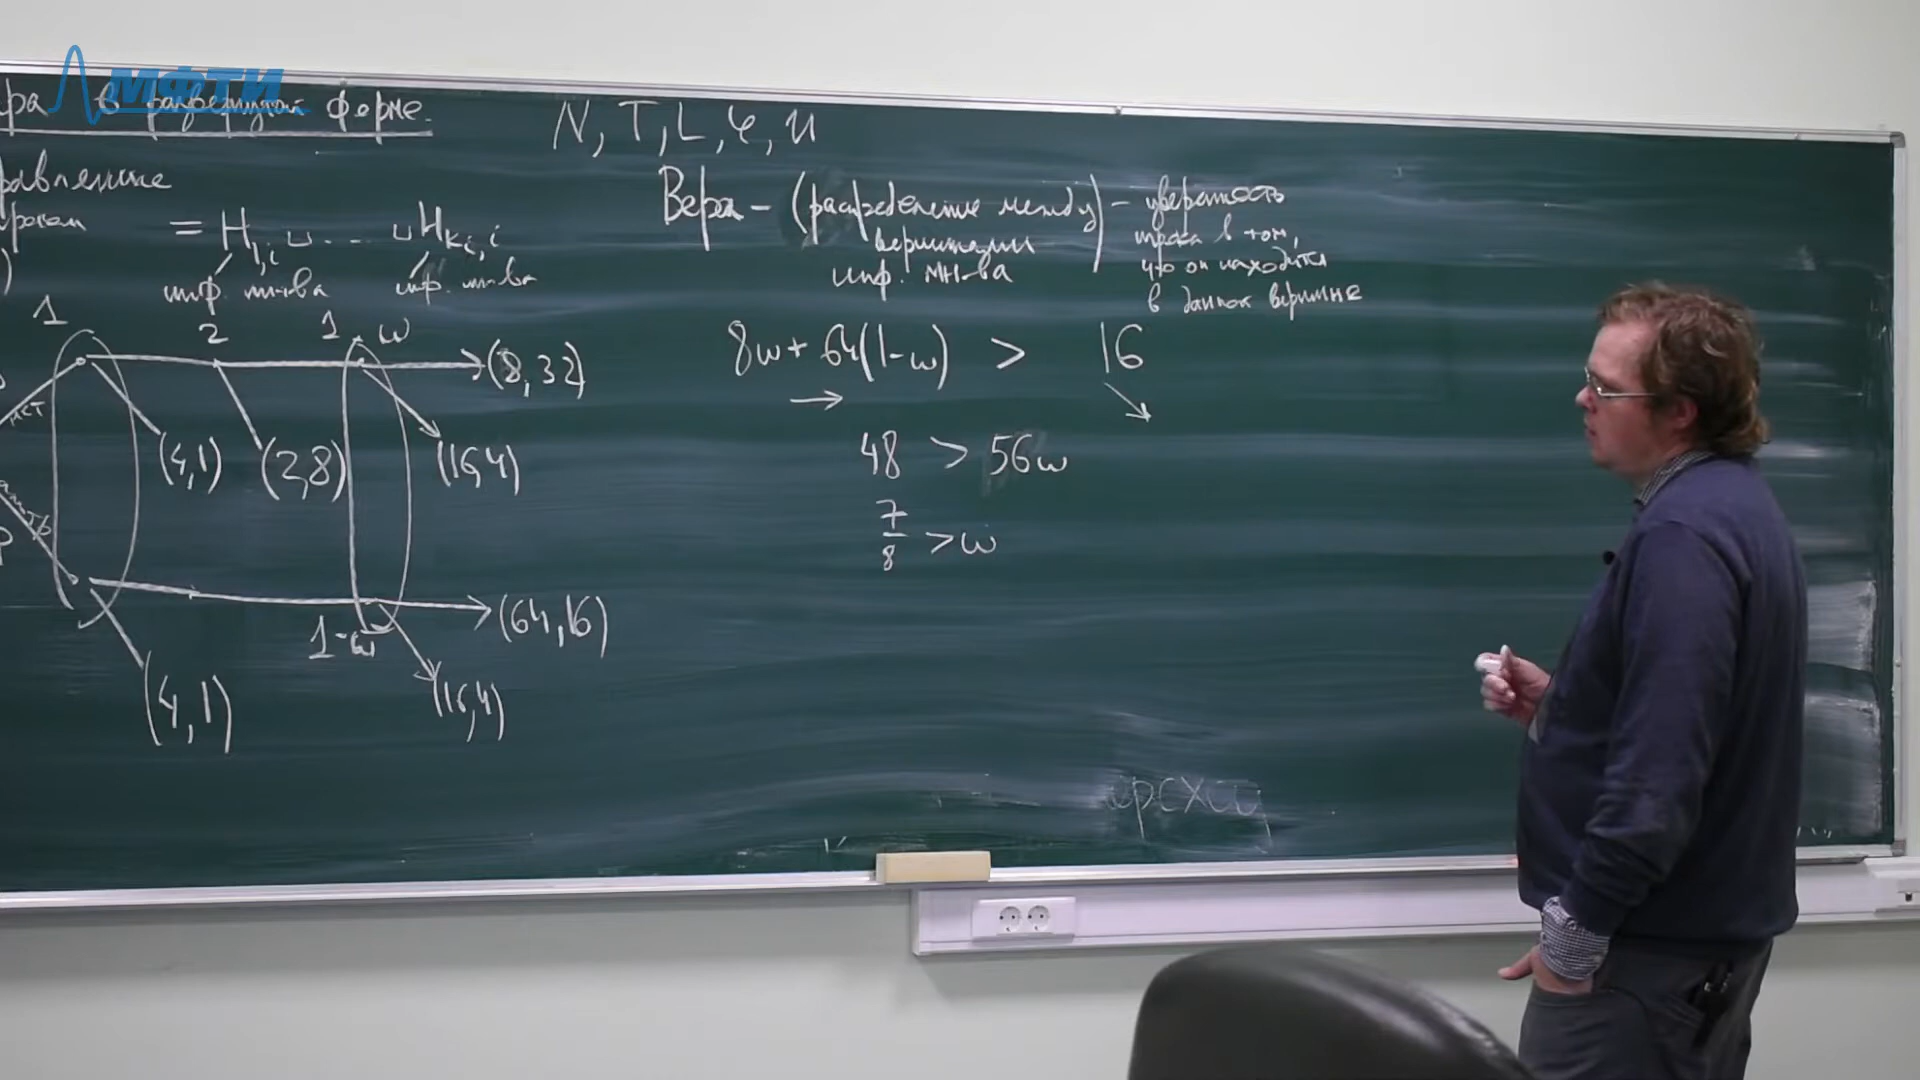 МФТИ
ра в развернутой форме.
N, T, L, φ, u
равление
= H₁,ᵢ ∪ ... ∪ Hₖᵢ,ᵢ
инф. мн-ва инф. мн-ва
Вера – (распределение между вершинами инф. мн-ва) – уверенность
игрока в том,
что он находится
в данной вершине
1 2 1 w
(8,32)
(4,1) (2,8) (16,4)
1-w (64,16)
(4,1) (16,4)
8w + 64(1-w) > 16
→ ↘
48 > 56w
7/8 > w